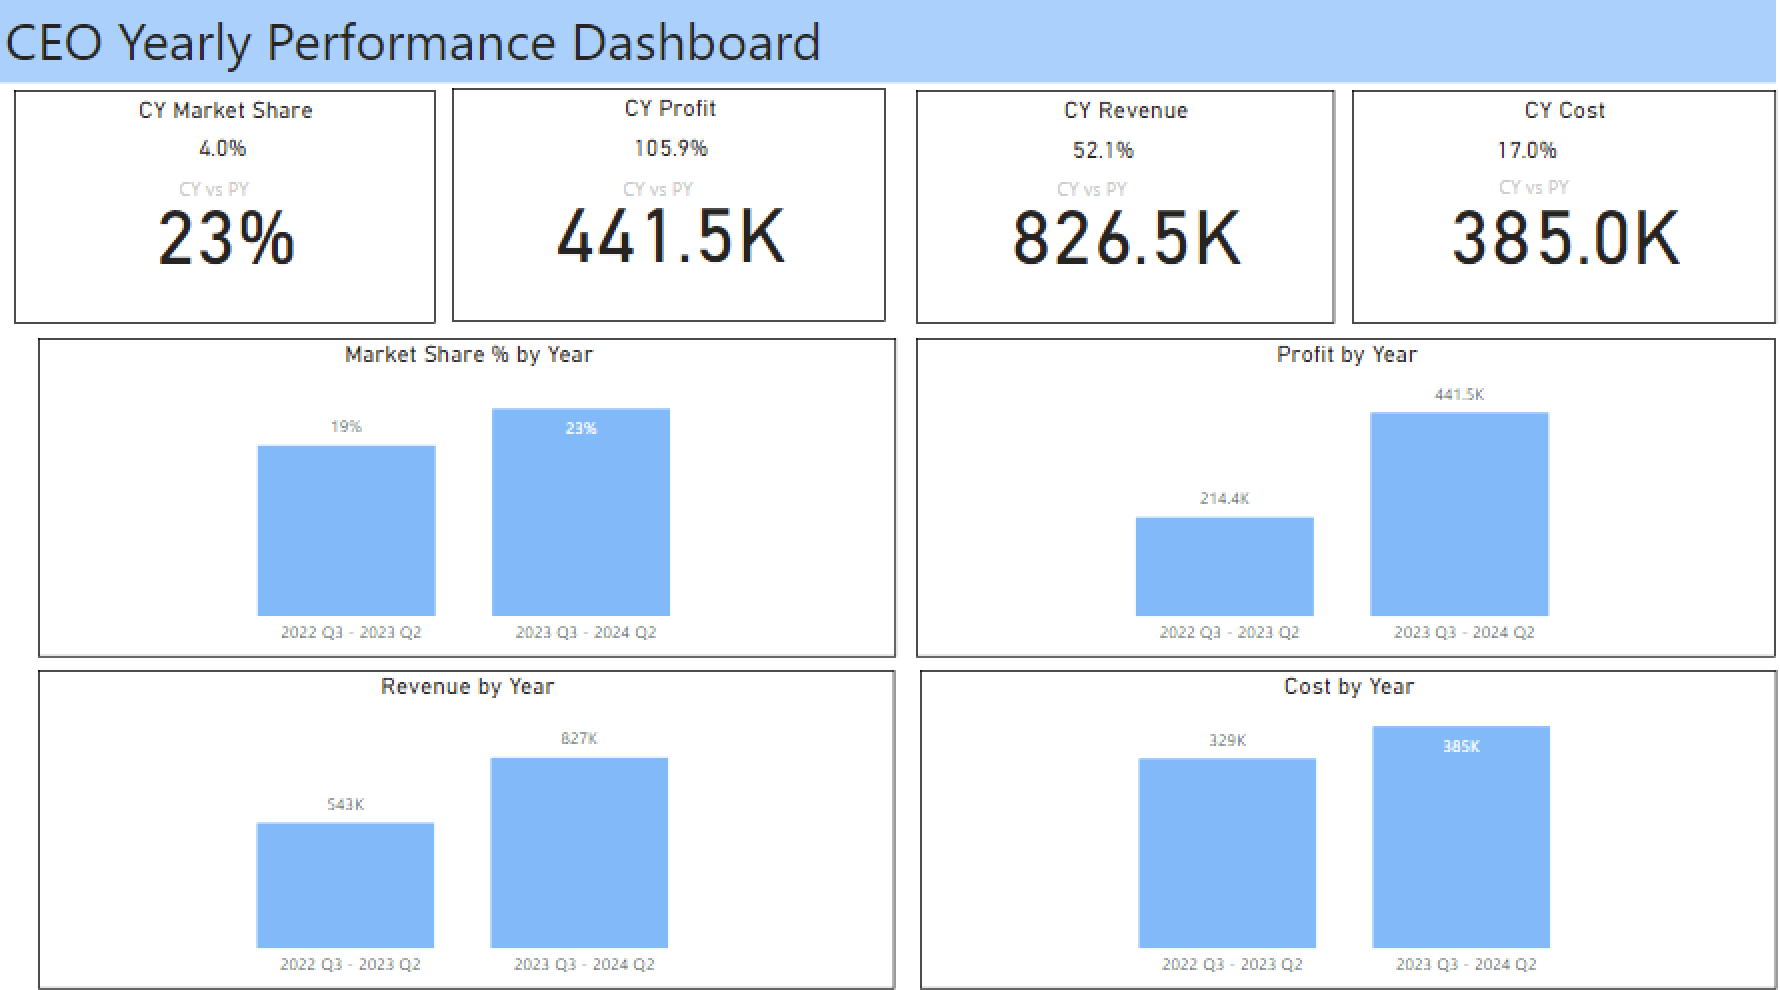 CEO Yearly Performance Dashboard
CY Market Share
4.0%
CY vs PY
23%
CY Profit
105.9%
CY vs PY
441.5K
CY Revenue
52.1%
CY vs PY
826.5K
CY Cost
17.0%
CY vs PY
385.0K
Market Share % by Year
19%
23%
2022 Q3 - 2023 Q2
2023 Q3 - 2024 Q2
Profit by Year
214.4K
441.5K
2022 Q3 - 2023 Q2
2023 Q3 - 2024 Q2
Revenue by Year
543K
827K
2022 Q3 - 2023 Q2
2023 Q3 - 2024 Q2
Cost by Year
329K
385K
2022 Q3 - 2023 Q2
2023 Q3 - 2024 Q2